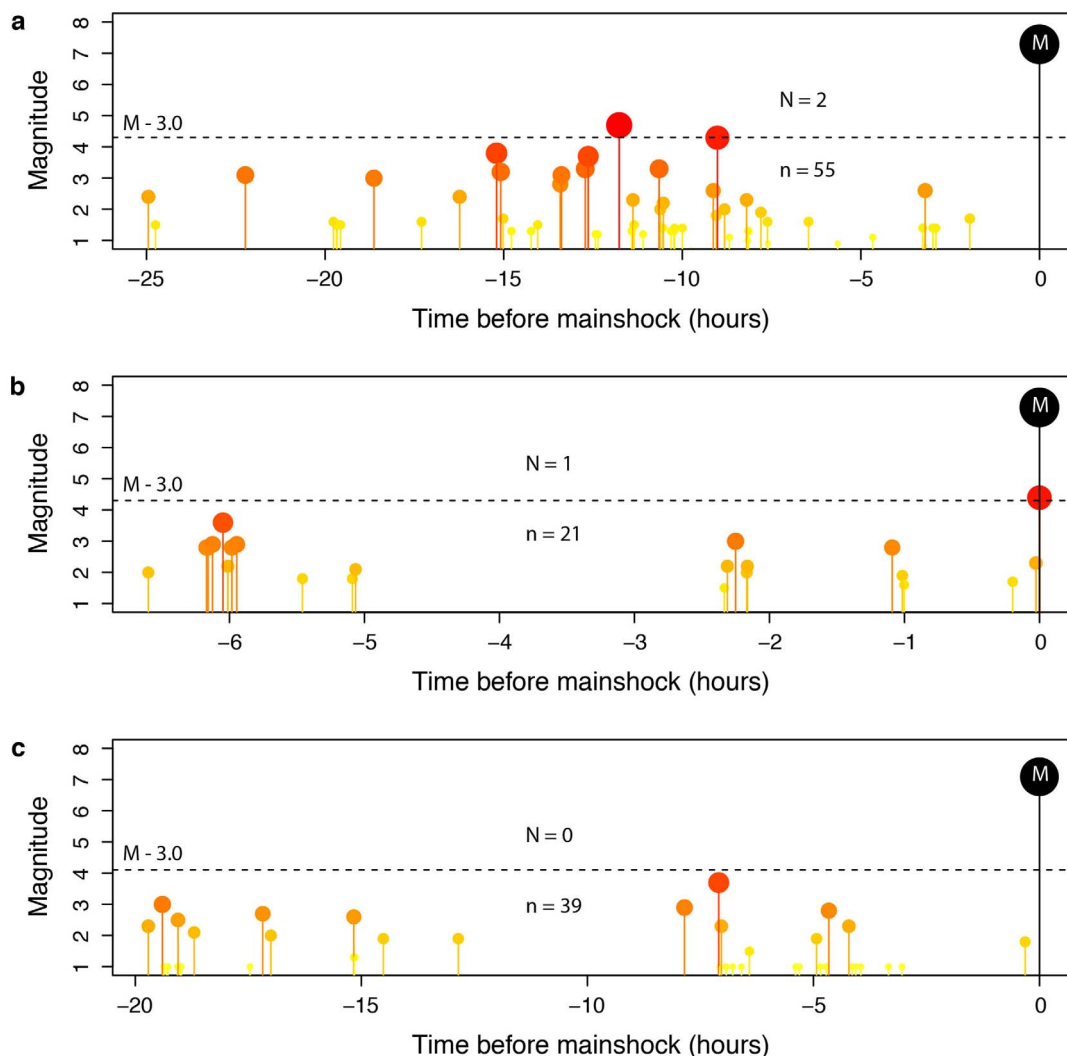 a
Magnitude
8
7
6
5
4
3
2
1
M
M - 3.0
N = 2
n = 55
−25
−20
−15
−10
−5
0
Time before mainshock (hours)
b
Magnitude
8
7
6
5
4
3
2
1
M
M - 3.0
N = 1
n = 21
−6
−5
−4
−3
−2
−1
0
Time before mainshock (hours)
c
Magnitude
8
7
6
5
4
3
2
1
M
M - 3.0
N = 0
n = 39
−20
−15
−10
−5
0
Time before mainshock (hours)